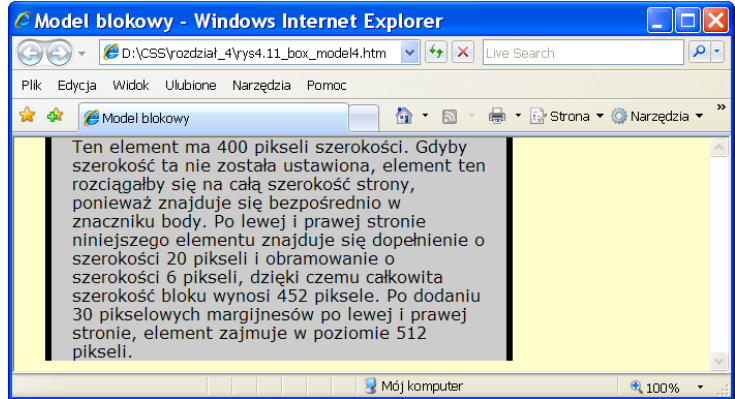 Model blokowy - Windows Internet Explorer
D:\CSS\rozdział_4\rys4.11_box_model4.htm
Live Search
Plik Edycja Widok Ulubione Narzędzia Pomoc
Model blokowy
Strona
Narzędzia
»
Ten element ma 400 pikseli szerokości. Gdyby
szerokość ta nie została ustawiona, element ten
rozciągałby się na całą szerokość strony,
ponieważ znajduje się bezpośrednio w
znaczniku body. Po lewej i prawej stronie
niniejszego elementu znajduje się dopełnienie o
szerokości 20 pikseli i obramowanie o
szerokości 6 pikseli, dzięki czemu całkowita
szerokość bloku wynosi 452 piksele. Po dodaniu
30 pikselowych margijnesów po lewej i prawej
stronie, element zajmuje w poziomie 512
pikseli.
Mój komputer
100%